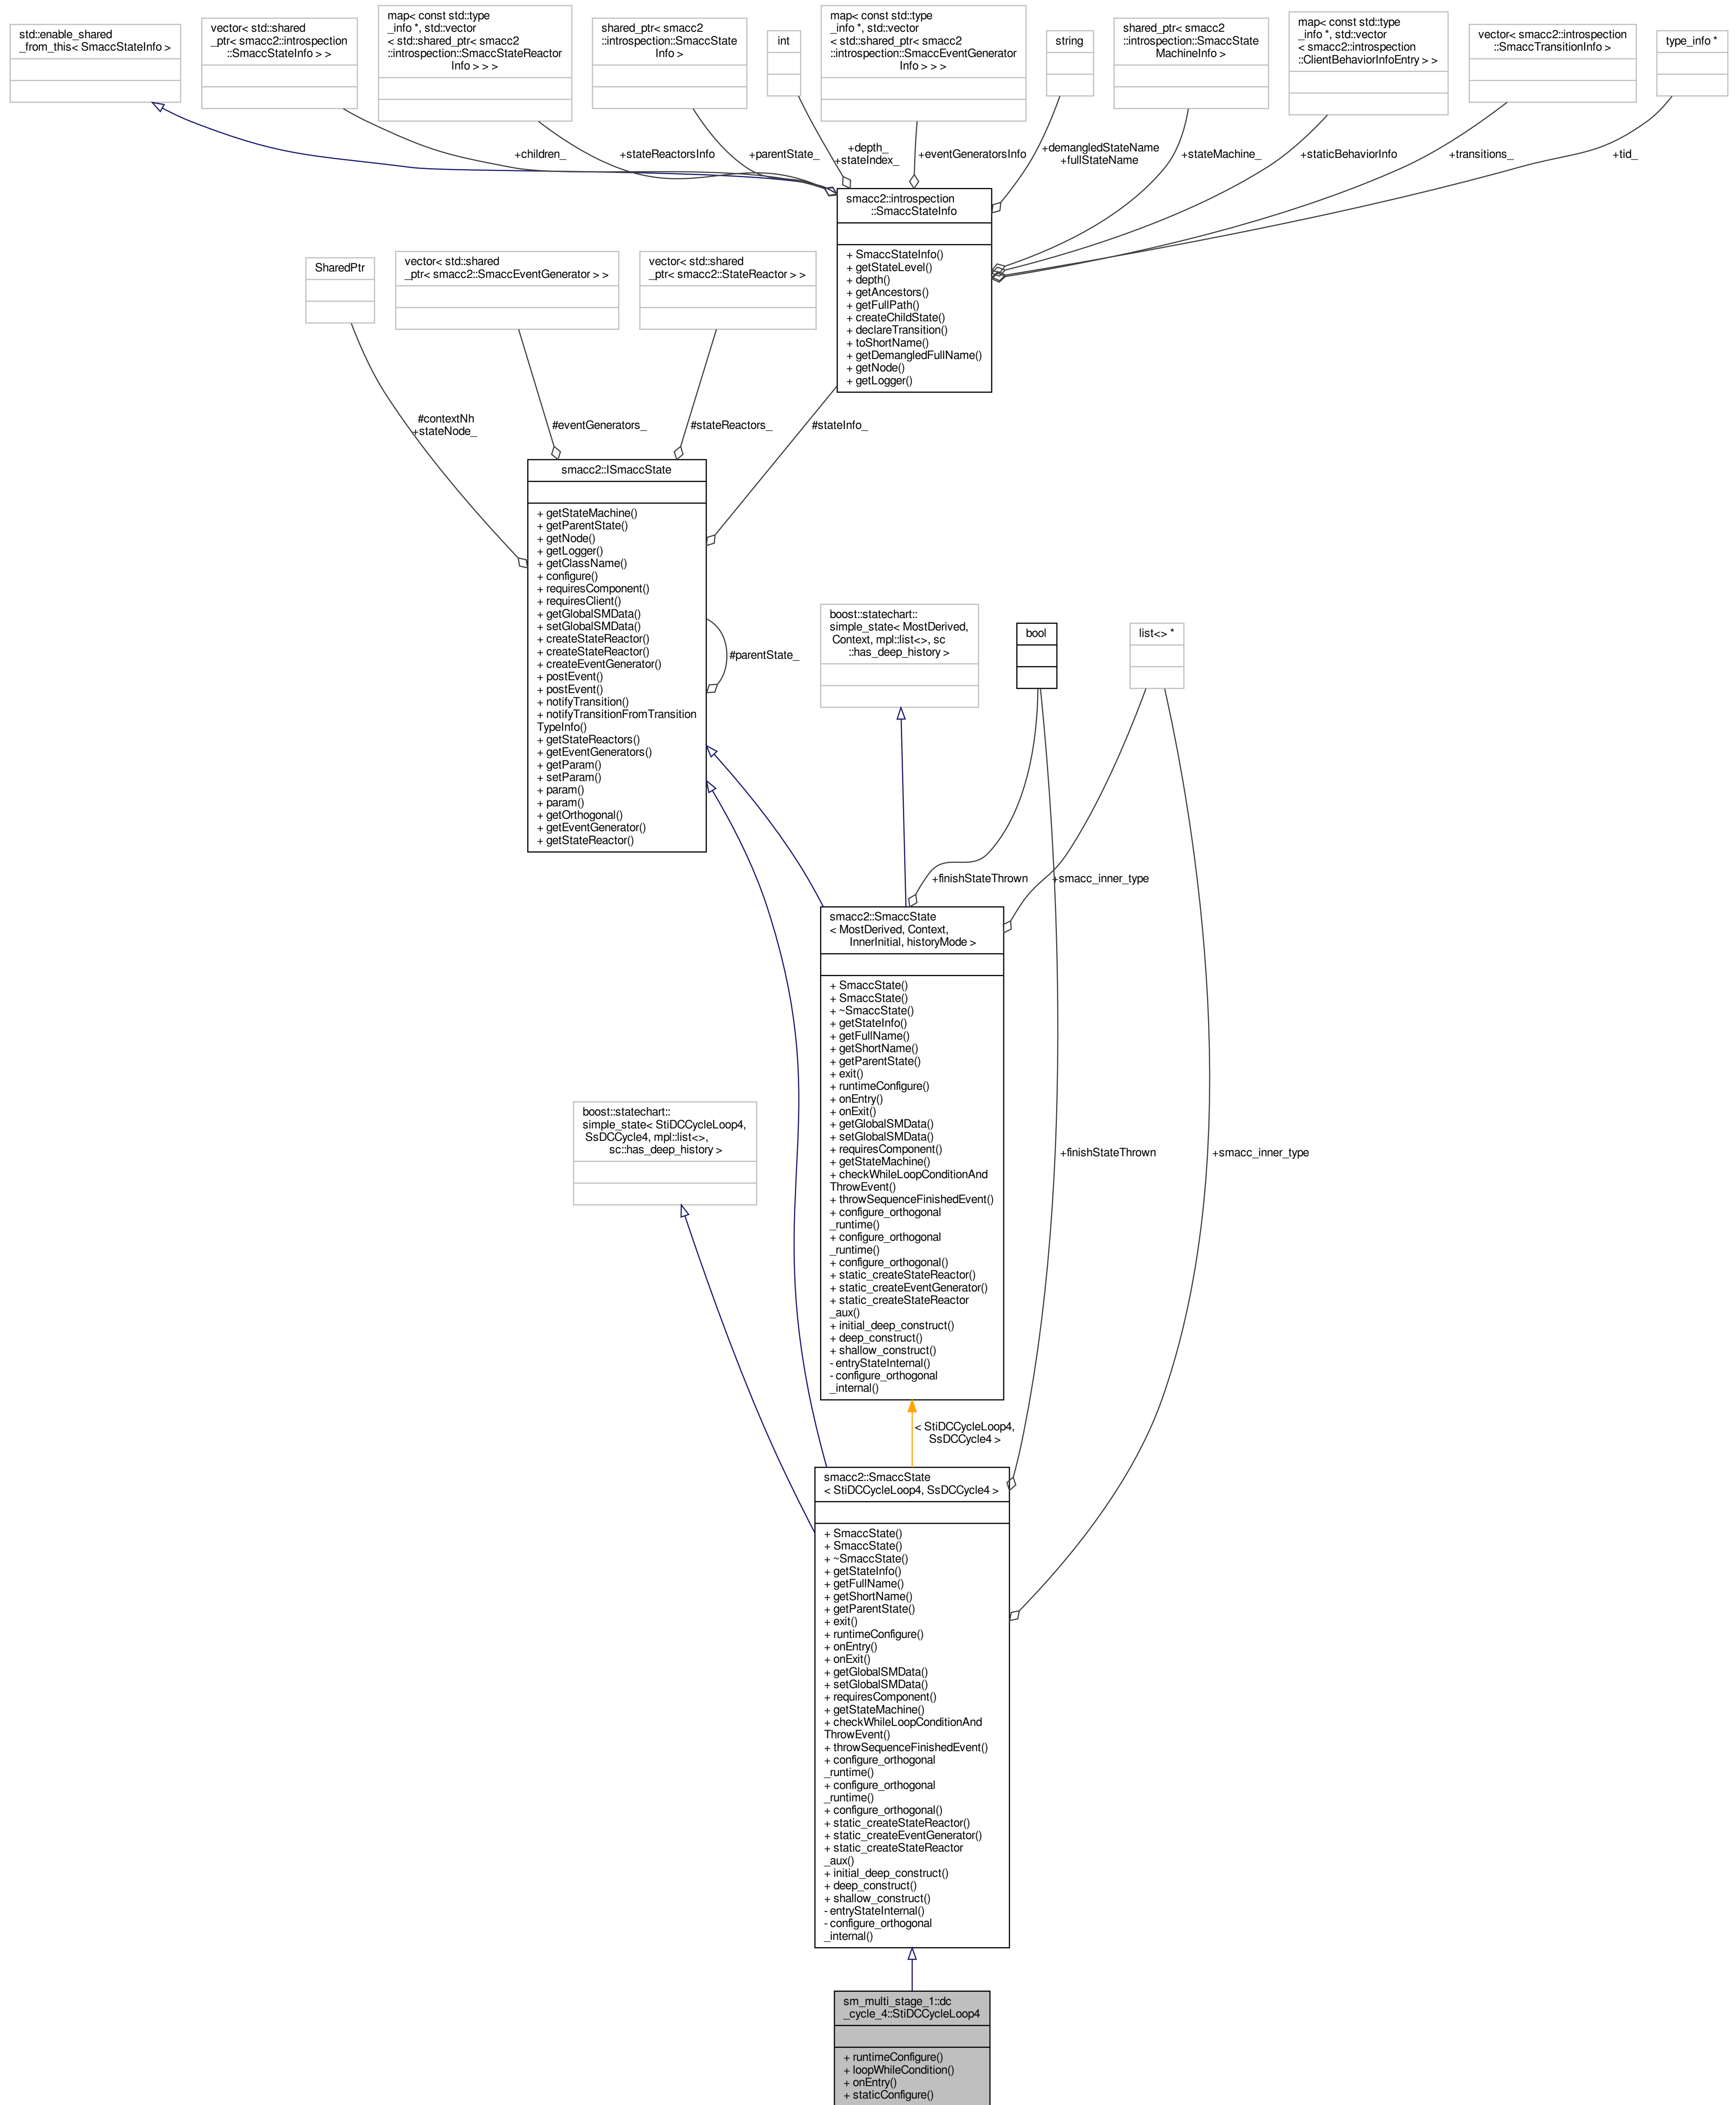 std::enable_shared
_from_this< SmaccStateInfo >
vector< std::shared
_ptr< smacc2::introspection
::SmaccStateInfo > >
map< const std::type
_info *, std::vector
< std::shared_ptr< smacc2
::introspection::SmaccStateReactor
Info > > >
shared_ptr< smacc2
::introspection::SmaccState
Info >
int
map< const std::type
_info *, std::vector
< std::shared_ptr< smacc2
::introspection::SmaccEventGenerator
Info > > >
string
shared_ptr< smacc2
::introspection::SmaccState
MachineInfo >
map< const std::type
_info *, std::vector
< smacc2::introspection
::ClientBehaviorInfoEntry > >
vector< smacc2::introspection
::SmaccTransitionInfo >
type_info *
+children_
+stateReactorsInfo
+parentState_
+depth_
+stateIndex_
+eventGeneratorsInfo
+demangledStateName
+fullStateName
+stateMachine_
+staticBehaviorInfo
+transitions_
+tid_
smacc2::introspection
::SmaccStateInfo
+ SmaccStateInfo()
+ getStateLevel()
+ depth()
+ getAncestors()
+ getFullPath()
+ createChildState()
+ declareTransition()
+ toShortName()
+ getDemangledFullName()
+ getNode()
+ getLogger()
SharedPtr
vector< std::shared
_ptr< smacc2::SmaccEventGenerator > >
vector< std::shared
_ptr< smacc2::StateReactor > >
#contextNh
+stateNode_
#eventGenerators_
#stateReactors_
#stateInfo_
smacc2::ISmaccState
+ getStateMachine()
+ getParentState()
+ getNode()
+ getLogger()
+ getClassName()
+ configure()
+ requiresComponent()
+ requiresClient()
+ getGlobalSMData()
+ setGlobalSMData()
+ createStateReactor()
+ createStateReactor()
+ createEventGenerator()
+ postEvent()
+ postEvent()
+ notifyTransition()
+ notifyTransitionFromTransition
TypeInfo()
+ getStateReactors()
+ getEventGenerators()
+ getParam()
+ setParam()
+ param()
+ param()
+ getOrthogonal()
+ getEventGenerator()
+ getStateReactor()
#parentState_
boost::statechart::
simple_state< MostDerived,
Context, mpl::list<>, sc
::has_deep_history >
bool
list<> *
+finishStateThrown
+smacc_inner_type
smacc2::SmaccState
< MostDerived, Context,
InnerInitial, historyMode >
+ SmaccState()
+ SmaccState()
+ ~SmaccState()
+ getStateInfo()
+ getFullName()
+ getShortName()
+ getParentState()
+ exit()
+ runtimeConfigure()
+ onEntry()
+ onExit()
+ getGlobalSMData()
+ setGlobalSMData()
+ requiresComponent()
+ getStateMachine()
+ checkWhileLoopConditionAnd
ThrowEvent()
+ throwSequenceFinishedEvent()
+ configure_orthogonal
_runtime()
+ configure_orthogonal
_runtime()
+ configure_orthogonal()
+ static_createStateReactor()
+ static_createEventGenerator()
+ static_createStateReactor
_aux()
+ initial_deep_construct()
+ deep_construct()
+ shallow_construct()
- entryStateInternal()
- configure_orthogonal
_internal()
boost::statechart::
simple_state< StiDCCycleLoop4,
SsDCCycle4, mpl::list<>,
sc::has_deep_history >
+finishStateThrown
+smacc_inner_type
< StiDCCycleLoop4,
SsDCCycle4 >
smacc2::SmaccState
< StiDCCycleLoop4, SsDCCycle4 >
+ SmaccState()
+ SmaccState()
+ ~SmaccState()
+ getStateInfo()
+ getFullName()
+ getShortName()
+ getParentState()
+ exit()
+ runtimeConfigure()
+ onEntry()
+ onExit()
+ getGlobalSMData()
+ setGlobalSMData()
+ requiresComponent()
+ getStateMachine()
+ checkWhileLoopConditionAnd
ThrowEvent()
+ throwSequenceFinishedEvent()
+ configure_orthogonal
_runtime()
+ configure_orthogonal
_runtime()
+ configure_orthogonal()
+ static_createStateReactor()
+ static_createEventGenerator()
+ static_createStateReactor
_aux()
+ initial_deep_construct()
+ deep_construct()
+ shallow_construct()
- entryStateInternal()
- configure_orthogonal
_internal()
sm_multi_stage_1::dc
_cycle_4::StiDCCycleLoop4
+ runtimeConfigure()
+ loopWhileCondition()
+ onEntry()
+ staticConfigure()